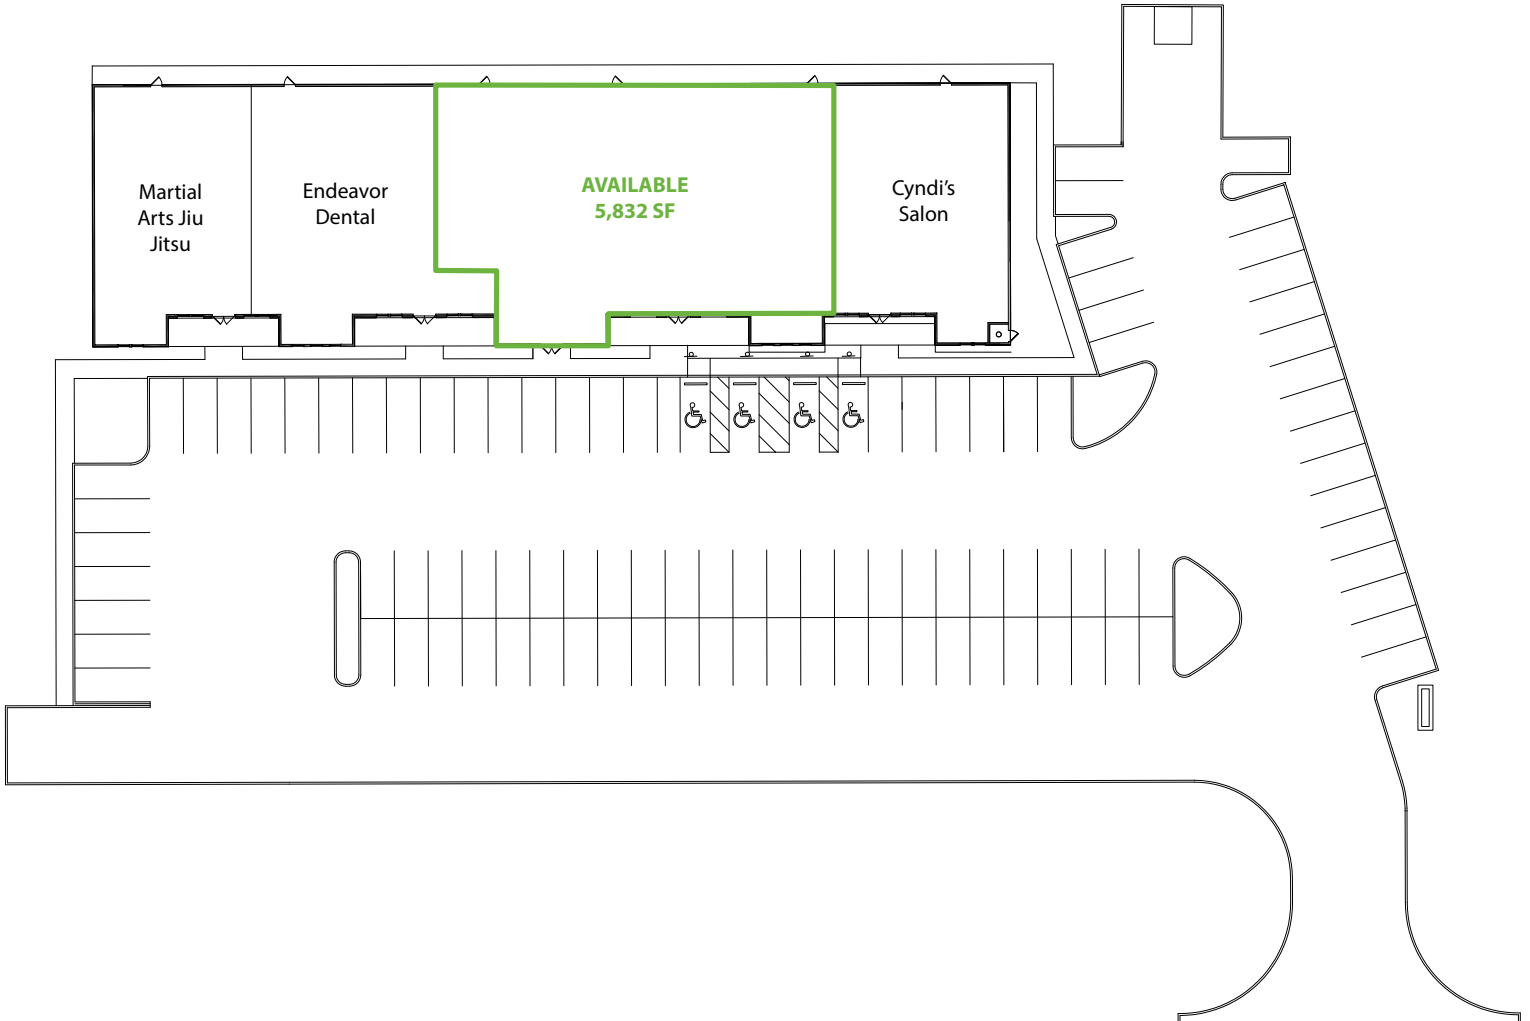 Martial
Arts Jiu
Jitsu
Endeavor
Dental
AVAILABLE
5,832 SF
Cyndi’s
Salon